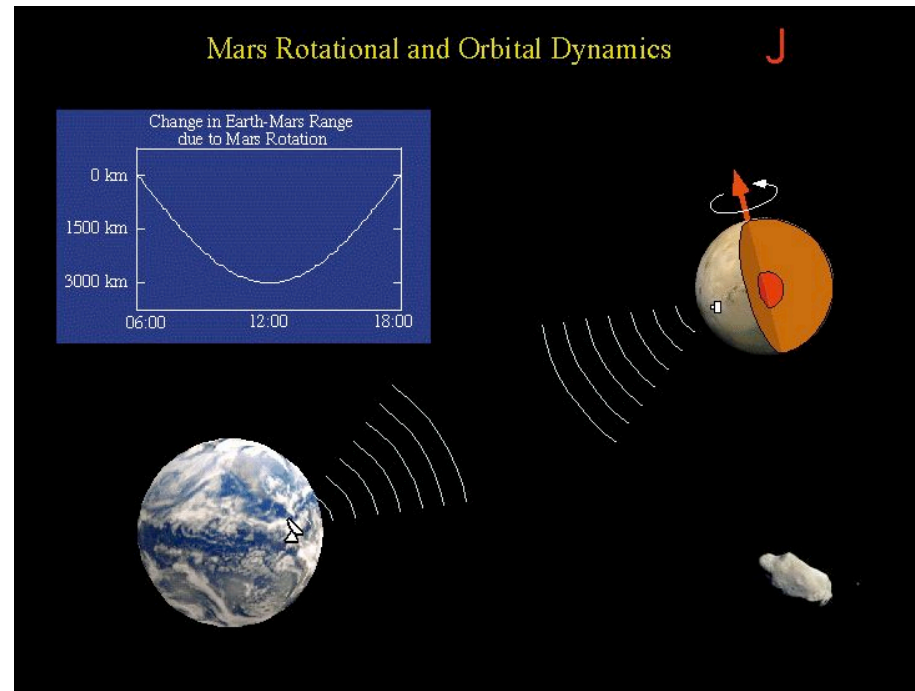 Mars Rotational and Orbital Dynamics
J
Change in Earth-Mars Range
due to Mars Rotation
0 km
1500 km
3000 km
06:00 12:00 18:00